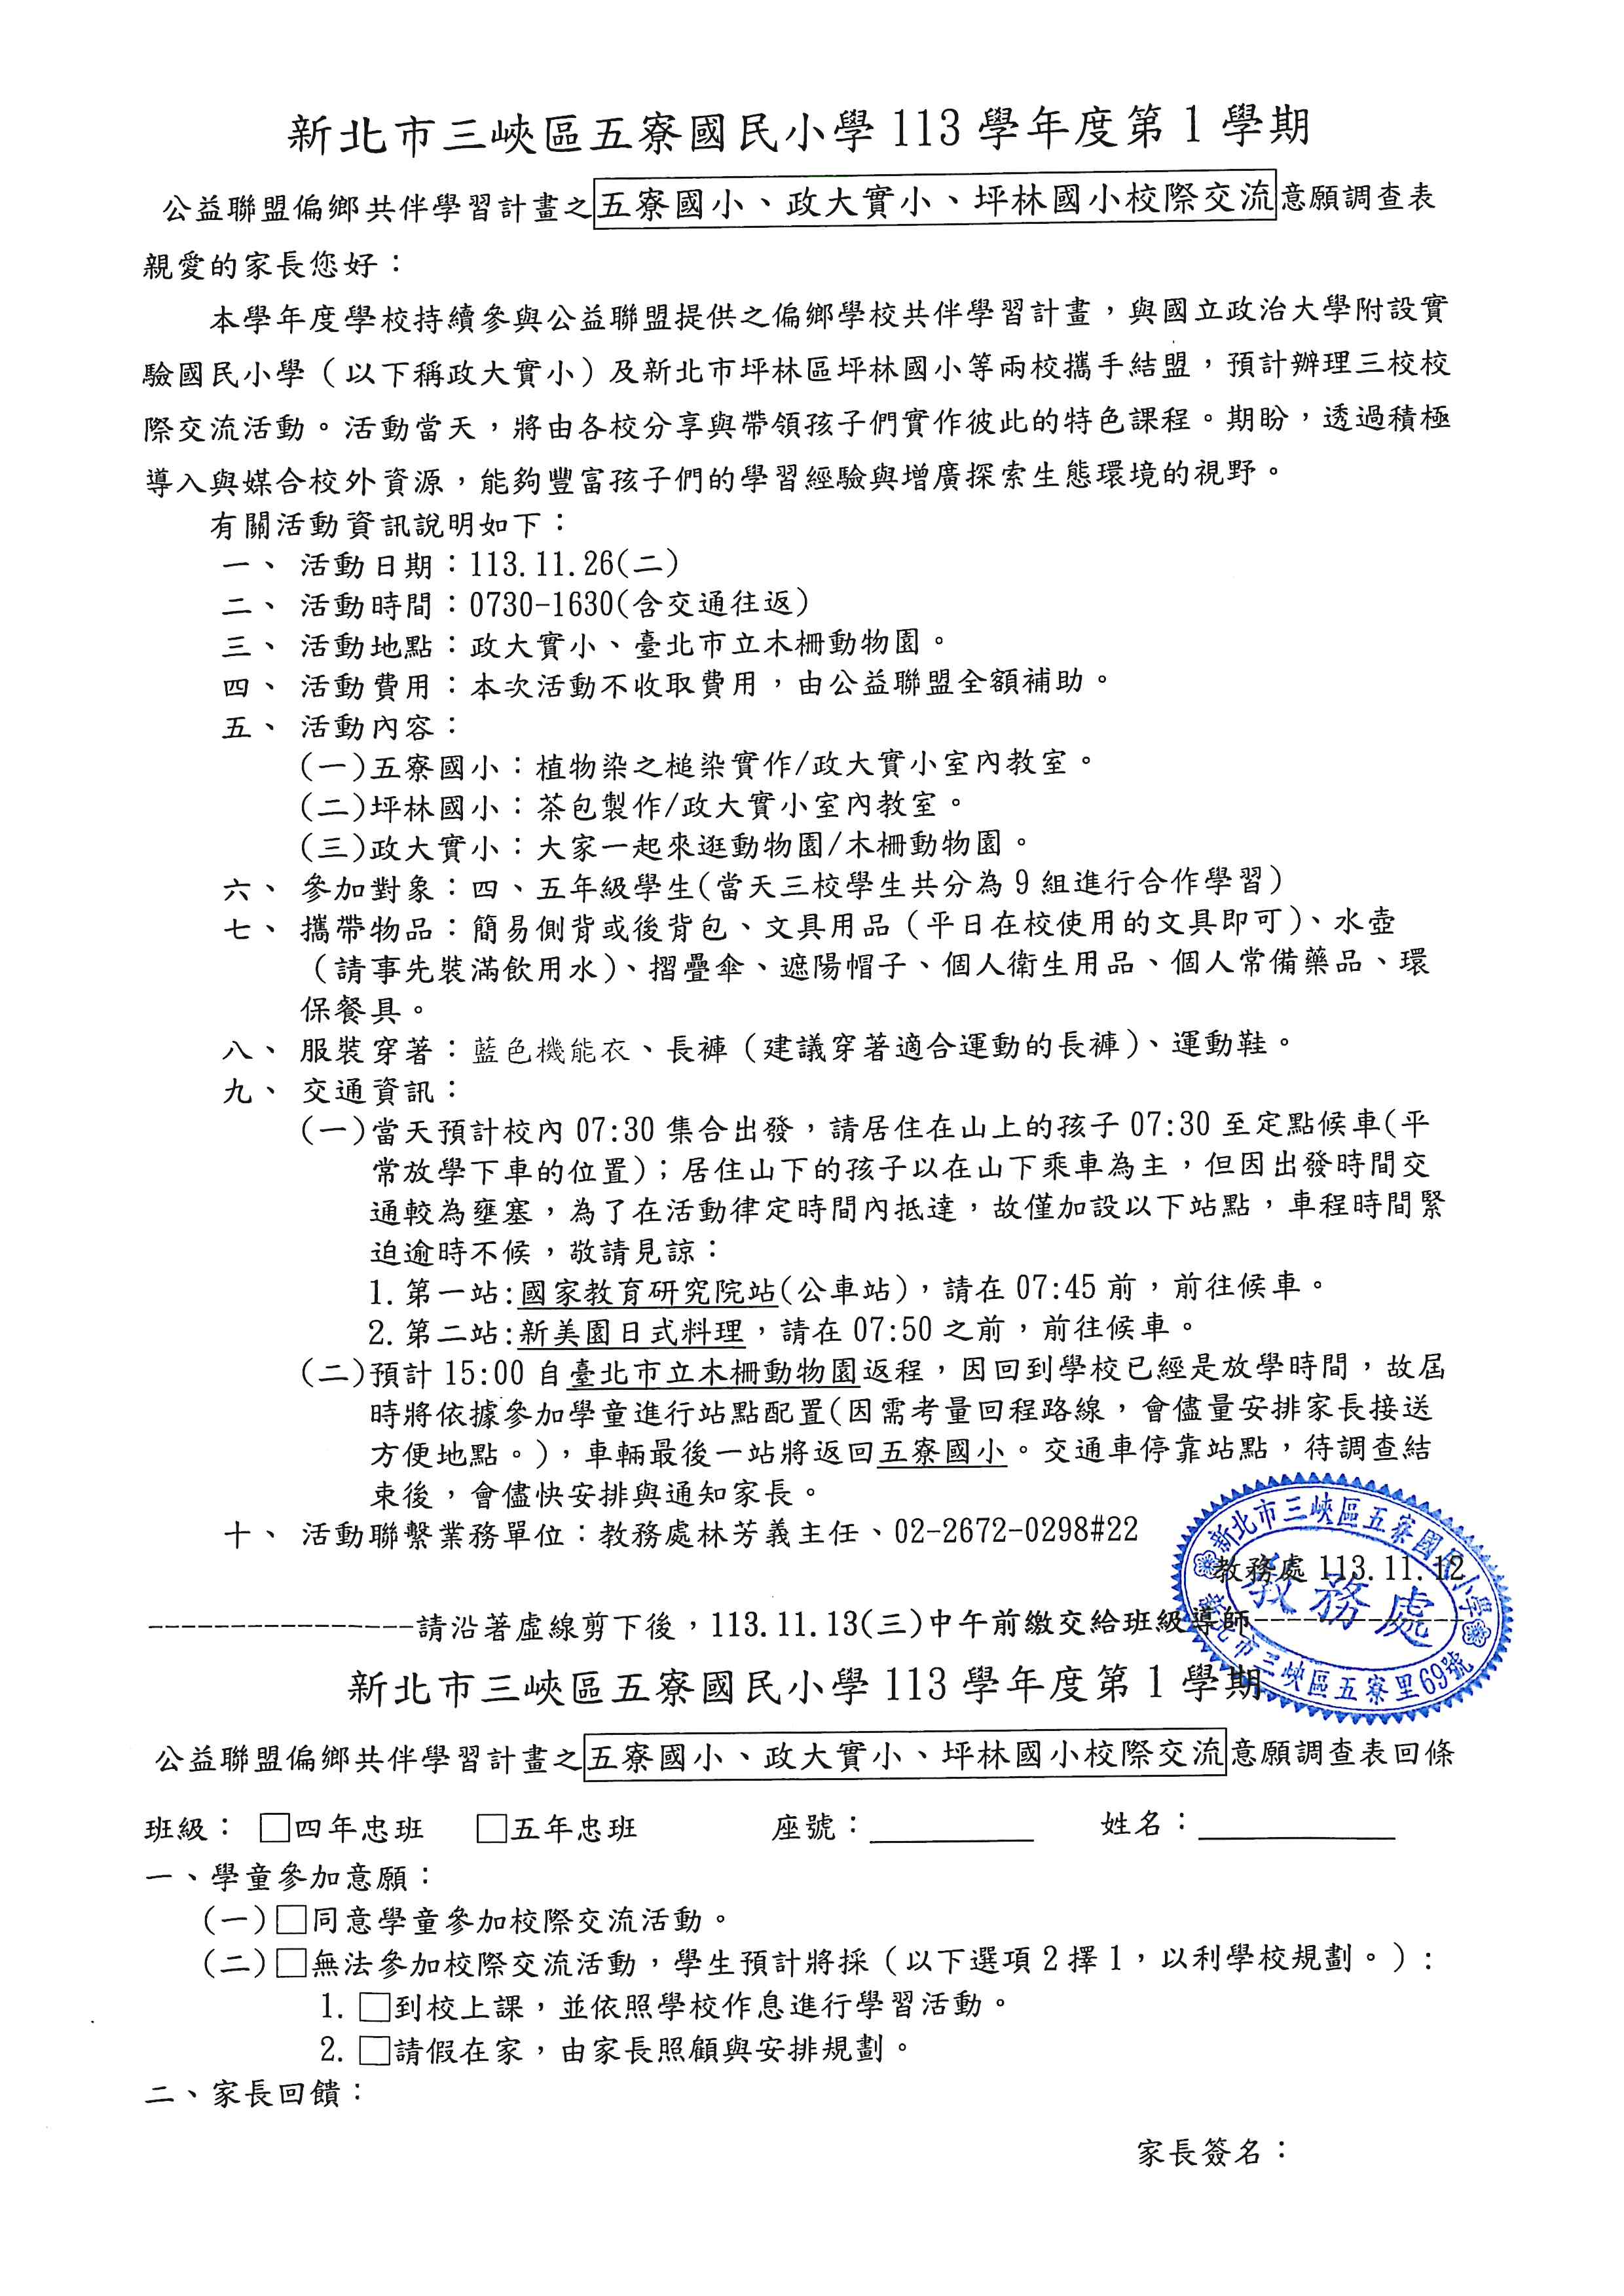 新北市三峽區五寮國民小學113學年度第1學期
公益聯盟偏鄉共伴學習計畫之五寮國小、政大實小、坪林國小校際交流意願調查表
親愛的家長您好：
本學年度學校持續參與公益聯盟提供之偏鄉學校共伴學習計畫，與國立政治大學附設實
驗國民小學（以下稱政大實小）及新北市坪林區坪林國小等兩校攜手結盟，預計辦理三校校
際交流活動。活動當天，將由各校分享與帶領孩子們實作彼此的特色課程。期盼，透過積極
導入與媒合校外資源，能夠豐富孩子們的學習經驗與增廣探索生態環境的視野。
有關活動資訊說明如下：
一、 活動日期：113.11.26(二)
二、 活動時間：0730-1630(含交通往返)
三、 活動地點：政大實小、臺北市立木柵動物園。
四、 活動費用：本次活動不收取費用，由公益聯盟全額補助。
五、 活動內容：
(一)五寮國小：植物染之槌染實作/政大實小室內教室。
(二)坪林國小：茶包製作/政大實小室內教室。
(三)政大實小：大家一起來逛動物園/木柵動物園。
六、 參加對象：四、五年級學生(當天三校學生共分為9組進行合作學習)
七、 攜帶物品：簡易側背或後背包、文具用品（平日在校使用的文具即可)、水壺
（請事先裝滿飲用水)、摺疊傘、遮陽帽子、個人衛生用品、個人常備藥品、環
保餐具。
八、 服裝穿著：藍色機能衣、長褲（建議穿著適合運動的長褲)、運動鞋。
九、 交通資訊：
(一)當天預計校內07:30集合出發，請居住在山上的孩子07:30至定點候車(平
常放學下車的位置)；居住山下的孩子以在山下乘車為主，但因出發時間交
通較為壅塞，為了在活動律定時間內抵達，故僅加設以下站點，車程時間緊
迫逾時不候，敬請見諒：
1.第一站:國家教育研究院站(公車站)，請在07:45前，前往候車。
2.第二站:新美園日式料理，請在07:50之前，前往候車。
(二)預計15:00自臺北市立木柵動物園返程，因回到學校已經是放學時間，故屆
時將依據參加學童進行站點配置(因需考量回程路線，會儘量安排家長接送
方便地點。)，車輛最後一站將返回五寮國小。交通車停靠站點，待調查結
束後，會儘快安排與通知家長。
十、 活動聯繫業務單位：教務處林芳義主任、02-2672-0298#22
新北市三峽區五寮國民小學
教務處 113.11.12
教務處
新北市三峽區五寮里69號
----------------請沿著虛線剪下後，113.11.13(三)中午前繳交給班級導師-------------
新北市三峽區五寮國民小學113學年度第1學期
公益聯盟偏鄉共伴學習計畫之五寮國小、政大實小、坪林國小校際交流意願調查表回條
班級： □四年忠班 □五年忠班 座號：__________ 姓名：____________
一、學童參加意願：
(一)□同意學童參加校際交流活動。
(二)□無法參加校際交流活動，學生預計將採（以下選項2擇1，以利學校規劃。）:
1. □到校上課，並依照學校作息進行學習活動。
2. □請假在家，由家長照顧與安排規劃。
二、家長回饋：
家長簽名：